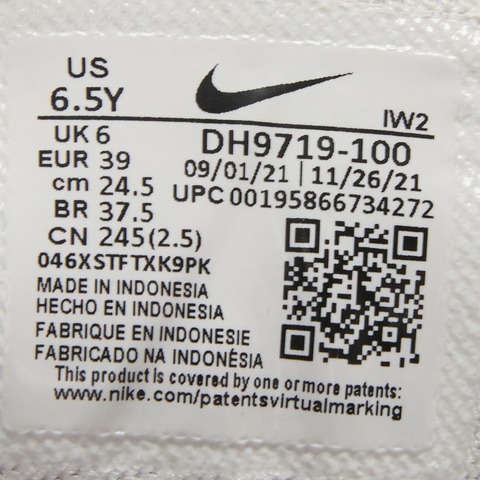 US
6.5Y
IW2
UK 6
EUR 39
cm 24.5
BR 37.5
CN 245(2.5)
DH9719-100
09/01/21 | 11/26/21
UPC 00195866734272
046XSTFTXK9PK
MADE IN INDONESIA
HECHO EN INDONESIA
FABRIQUE EN INDONESIE
FABRICADO NA INDONÉSIA
This product is covered by one or more patents:
www.nike.com/patentsvirtualmarking